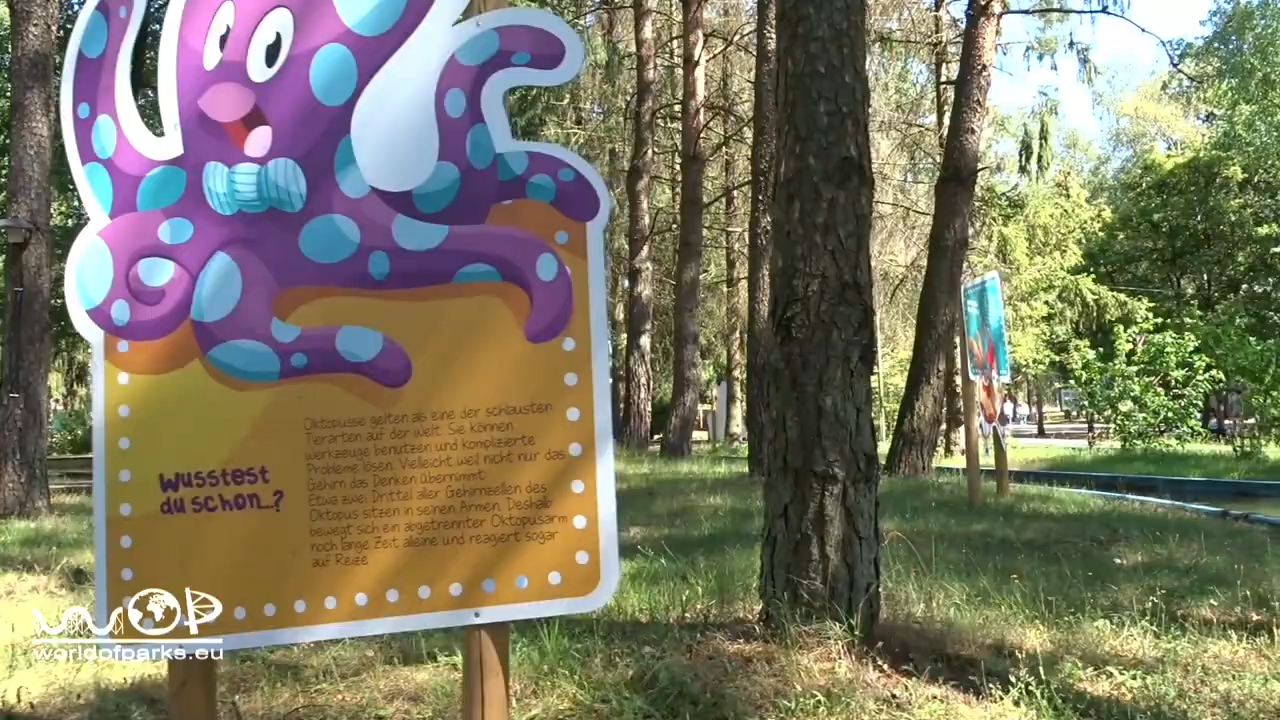 Wusstest
du schon...?
Oktopusse gelten als eine der schlausten
Tierarten auf der Welt. Sie können
Werkzeuge benutzen und komplizierte
Probleme lösen. Vielleicht weil nicht nur das
Gehirn das Denken übernimmt.
Etwa zwei Drittel aller Gehirnzellen des
Oktopus sitzen in seinen Armen. Deshalb
bewegt sich ein abgetrennter Oktopusarm
noch lange Zeit alleine und reagiert sogar
auf Reize
WOP
worldofparks.eu